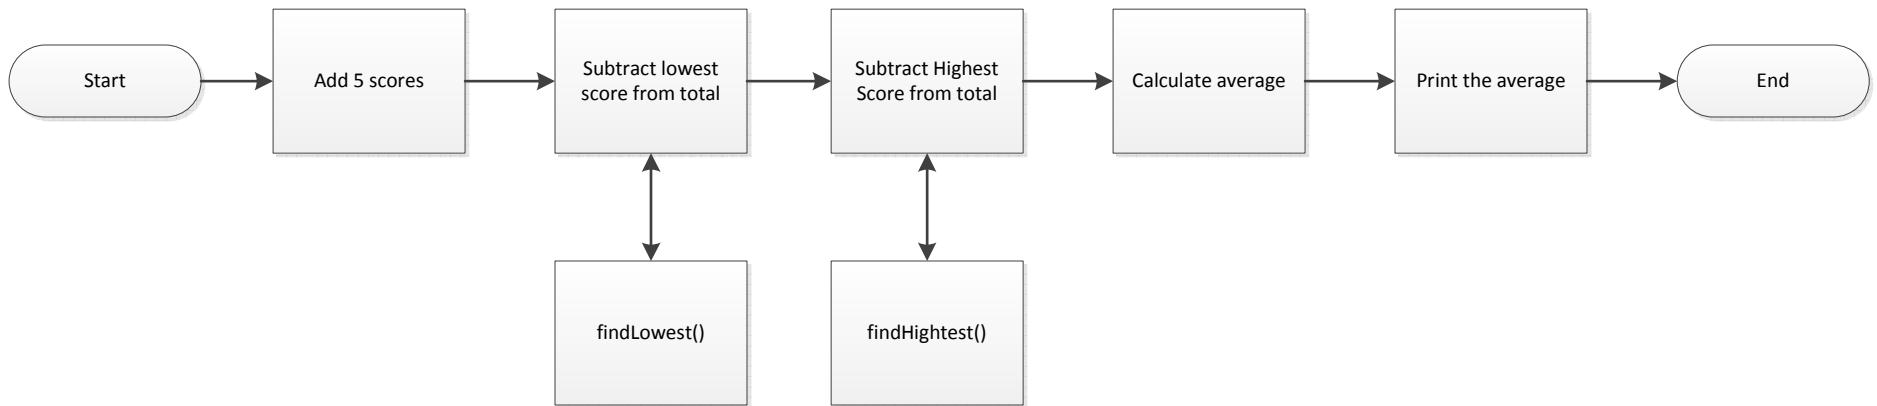 Start
Add 5 scores
Subtract lowest
score from total
Subtract Highest
Score from total
Calculate average
Print the average
End
findLowest()
findHightest()